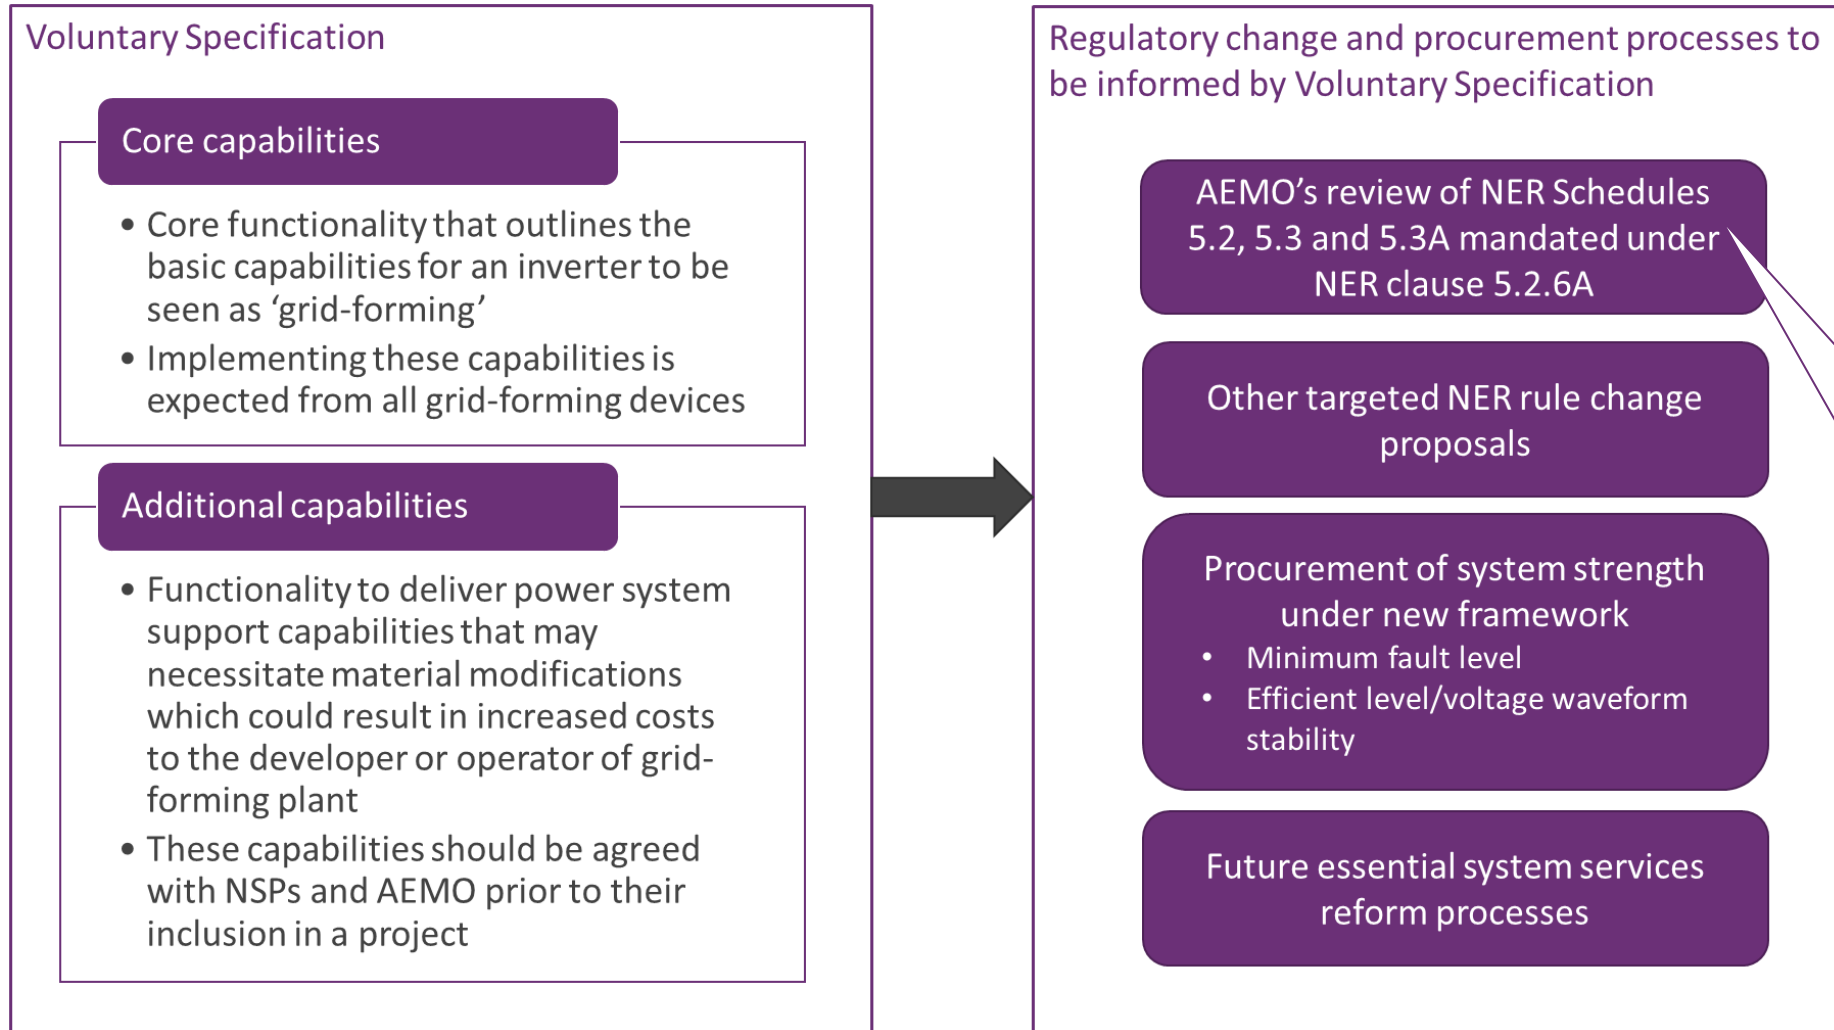 Voluntary Specification
Core capabilities
• Core functionality that outlines the
basic capabilities for an inverter to be
seen as ‘grid-forming’
• Implementing these capabilities is
expected from all grid-forming devices
Additional capabilities
• Functionality to deliver power system
support capabilities that may
necessitate material modifications
which could result in increased costs
to the developer or operator of grid-
forming plant
• These capabilities should be agreed
with NSPs and AEMO prior to their
inclusion in a project
Regulatory change and procurement processes to
be informed by Voluntary Specification
AEMO’s review of NER Schedules
5.2, 5.3 and 5.3A mandated under
NER clause 5.2.6A
Other targeted NER rule change
proposals
Procurement of system strength
under new framework
• Minimum fault level
• Efficient level/voltage waveform
stability
Future essential system services
reform processes